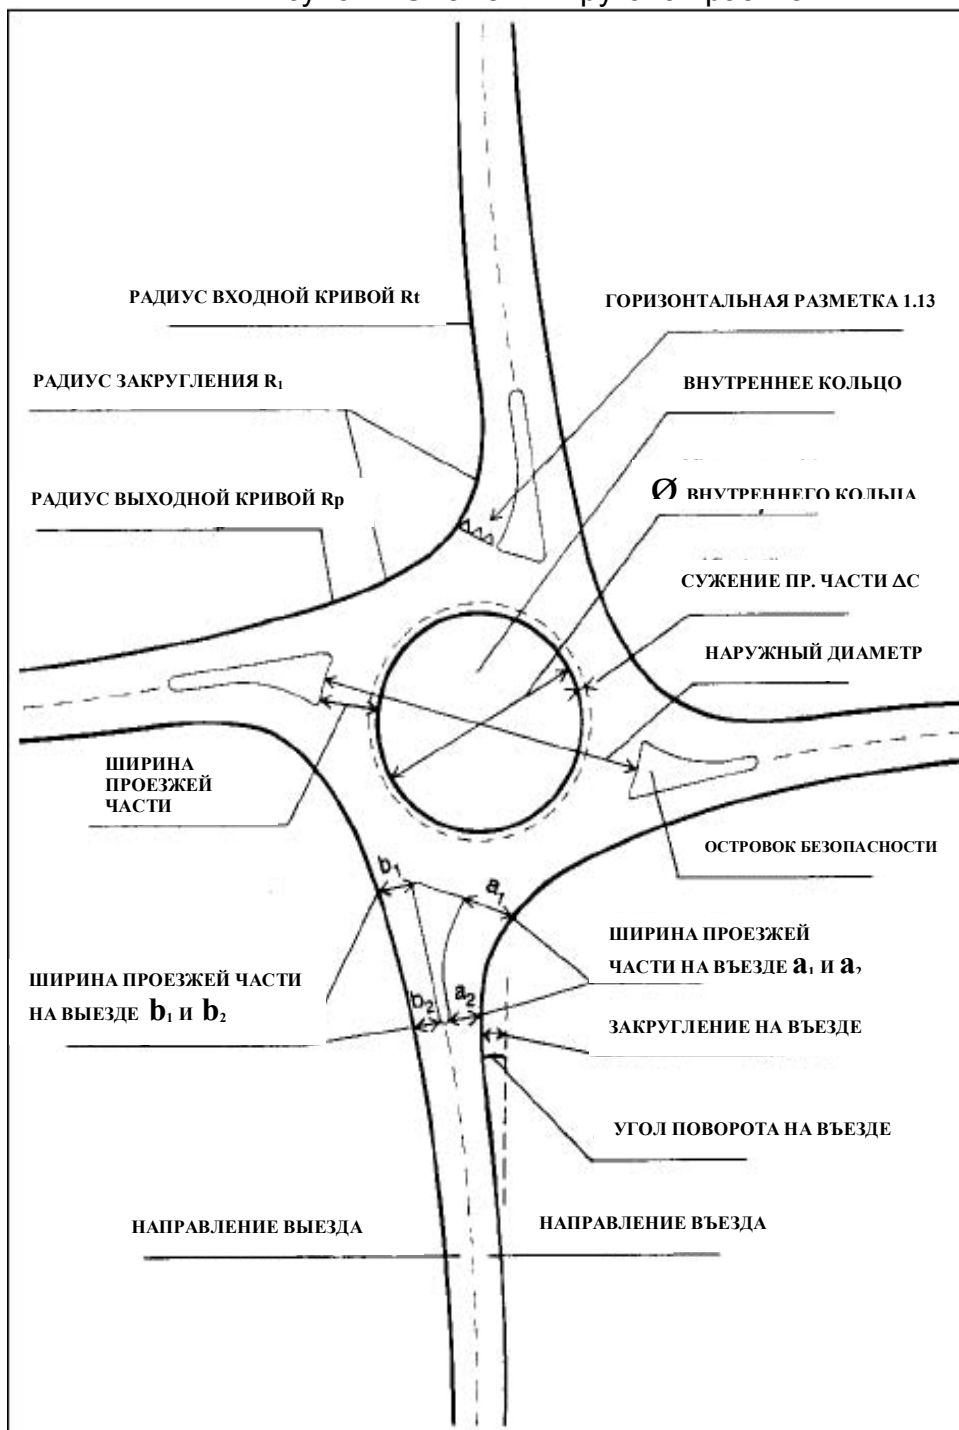 РАДИУС ВХОДНОЙ КРИВОЙ Rt
ГОРИЗОНТАЛЬНАЯ РАЗМЕТКА 1.13
РАДИУС ЗАКРУГЛЕНИЯ R₁
ВНУТРЕННЕЕ КОЛЬЦО
РАДИУС ВЫХОДНОЙ КРИВОЙ Rp
Ø ВНУТРЕННЕГО КОЛЬЦА
СУЖЕНИЕ ПР. ЧАСТИ ΔC
НАРУЖНЫЙ ДИАМЕТР
ШИРИНА
ПРОЕЗЖЕЙ
ЧАСТИ
ОСТРОВОК БЕЗОПАСНОСТИ
b₁
a₁
ШИРИНА ПРОЕЗЖЕЙ
ЧАСТИ НА ВЪЕЗДЕ a₁ И a₂
ШИРИНА ПРОЕЗЖЕЙ ЧАСТИ
НА ВЫЕЗДЕ b₁ И b₂
b₂
a₂
ЗАКРУГЛЕНИЕ НА ВЪЕЗДЕ
УГОЛ ПОВОРОТА НА ВЪЕЗДЕ
НАПРАВЛЕНИЕ ВЫЕЗДА
НАПРАВЛЕНИЕ ВЪЕЗДА